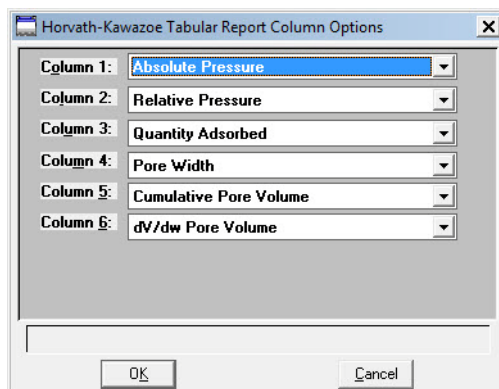 Horvath-Kawazoe Tabular Report Column Options
Column 1: Absolute Pressure
Column 2: Relative Pressure
Column 3: Quantity Adsorbed
Column 4: Pore Width
Column 5: Cumulative Pore Volume
Column 6: dV/dw Pore Volume
OK Cancel